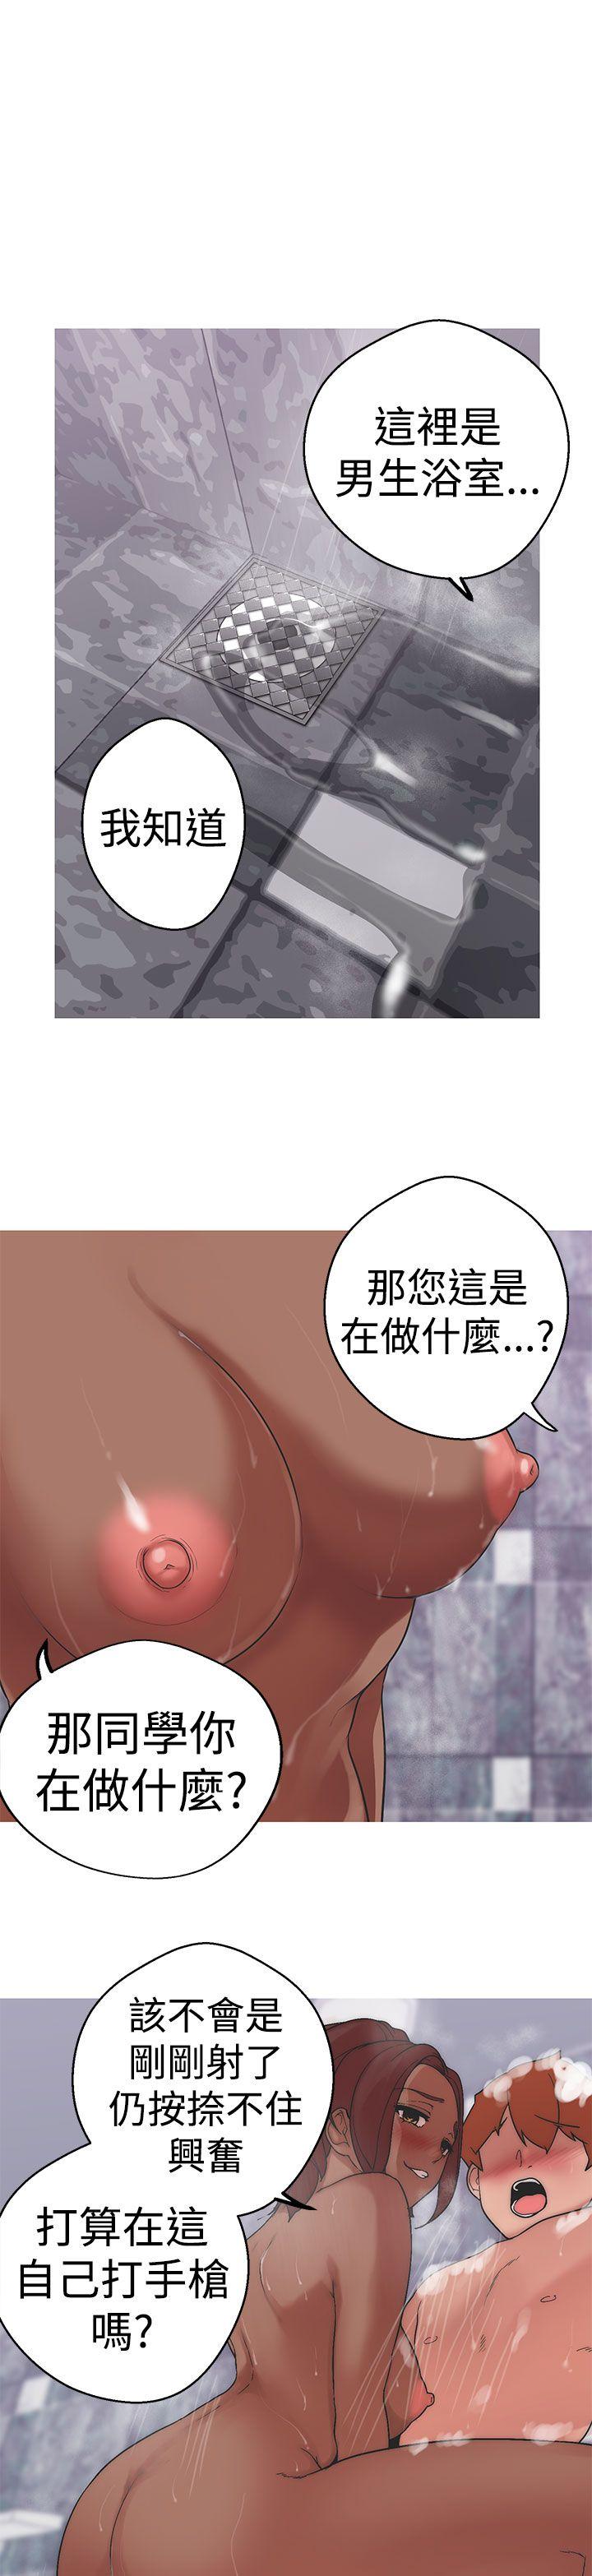 這裡是
男生浴室...
我知道
那您這是
在做什麼...?
那同學你
在做什麼?
該不會是
剛剛射了
仍按捺不住
興奮
打算在這
自己打手槍
嗎?